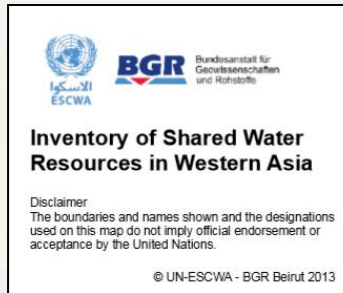 BGR
Bundesanstalt für
Geowissenschaften
und Rohstoffe
الإسكوا
ESCWA
Inventory of Shared Water
Resources in Western Asia
Disclaimer
The boundaries and names shown and the designations
used on this map do not imply official endorsement or
acceptance by the United Nations.
© UN-ESCWA - BGR Beirut 2013